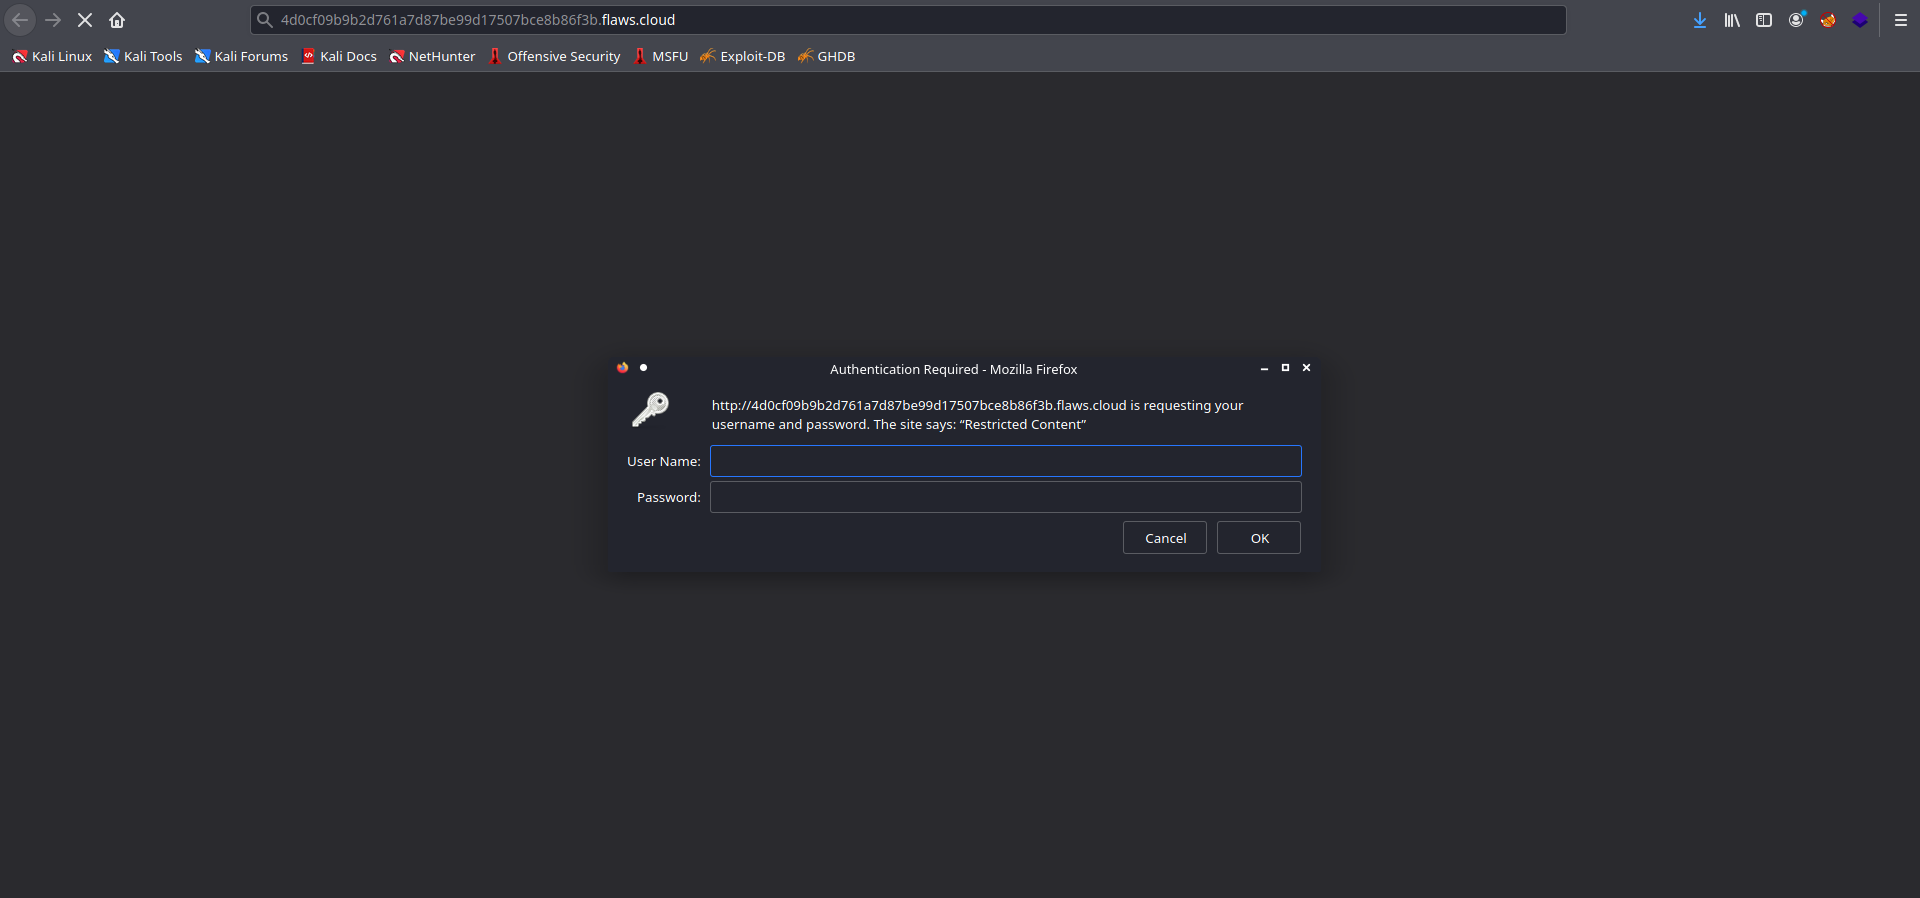 4d0cf09b9b2d761a7d87be99d17507bce8b86f3b.flaws.cloud
Kali Linux Kali Tools Kali Forums Kali Docs NetHunter Offensive Security MSFU Exploit-DB GHDB
Authentication Required - Mozilla Firefox
http://4d0cf09b9b2d761a7d87be99d17507bce8b86f3b.flaws.cloud is requesting your
username and password. The site says: “Restricted Content”
User Name:
Password:
Cancel OK